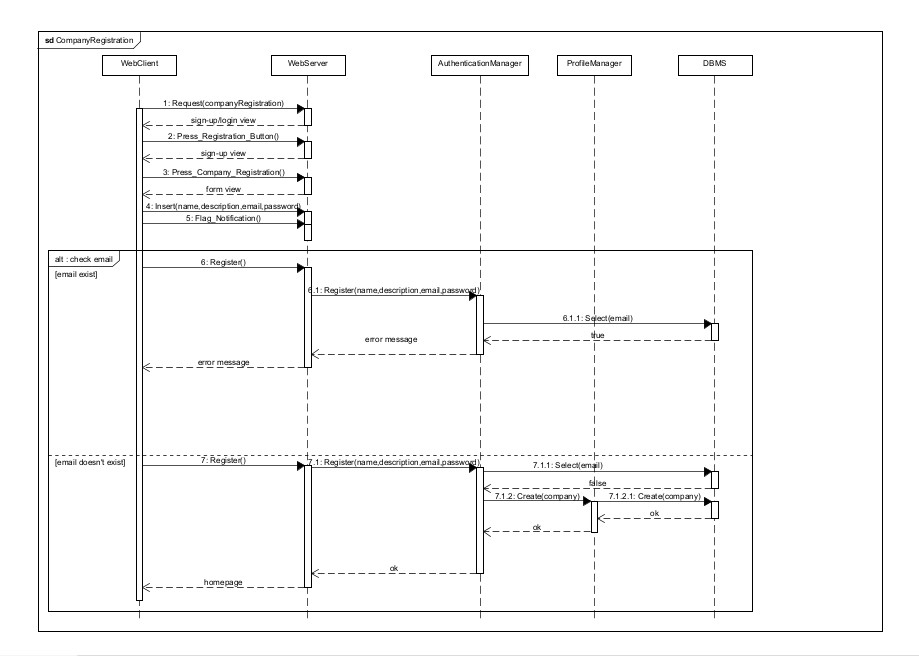 sd CompanyRegistration
WebClient
WebServer
AuthenticationManager
ProfileManager
DBMS
1: Request(companyRegistration)
sign-up/login view
2: Press_Registration_Button()
sign-up view
3: Press_Company_Registration()
form view
4: Insert(name,description,email,password)
5: Flag_Notification()
alt : check email
[email exist]
6: Register()
6.1: Register(name,description,email,password)
6.1.1: Select(email)
true
error message
error message
[email doesn't exist]
7: Register()
7.1: Register(name,description,email,password)
7.1.1: Select(email)
false
7.1.2: Create(company)
7.1.2.1: Create(company)
ok
ok
ok
homepage